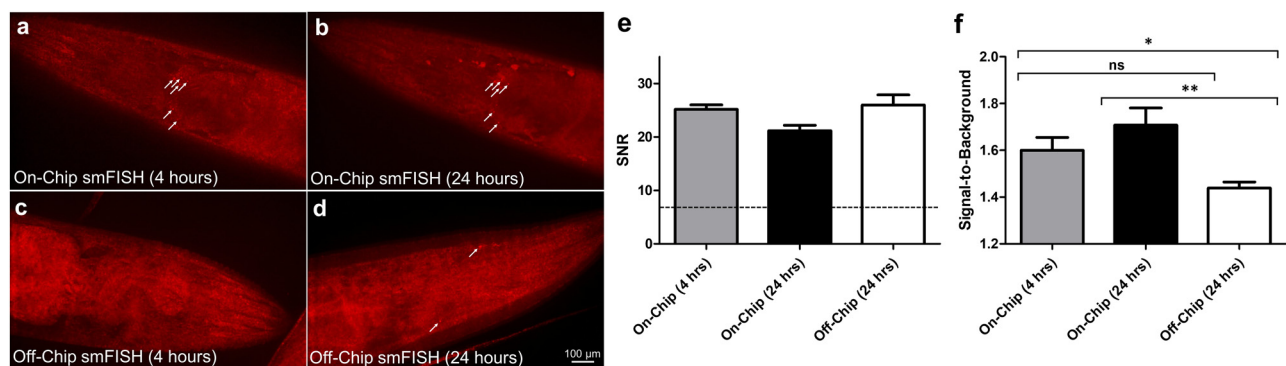 a
On-Chip smFISH (4 hours)
b
On-Chip smFISH (24 hours)
c
Off-Chip smFISH (4 hours)
d
Off-Chip smFISH (24 hours)
100 µm
e
SNR
30
20
10
0
On-Chip (4 hrs)
On-Chip (24 hrs)
Off-Chip (24 hrs)
f
Signal-to-Background
2.0
1.8
1.6
1.4
1.2
*
ns
**
On-Chip (4 hrs)
On-Chip (24 hrs)
Off-Chip (24 hrs)